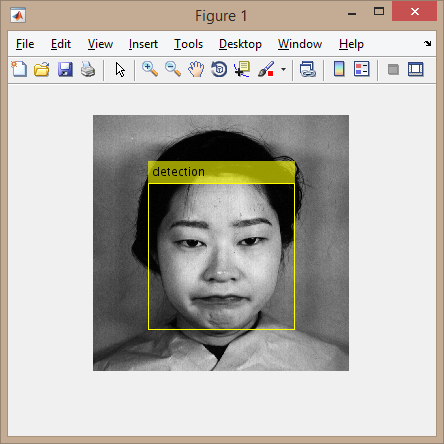 Figure 1
File Edit View Insert Tools Desktop Window Help
detection